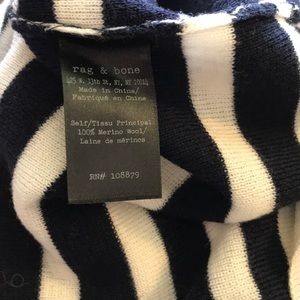 rag & bone
425 W. 13th St. NY, NY 10014
Made in China/
Fabriqué en China
Self/Tissu Principal
100% Merino Wool/
Laine de mérinos
RN# 108879